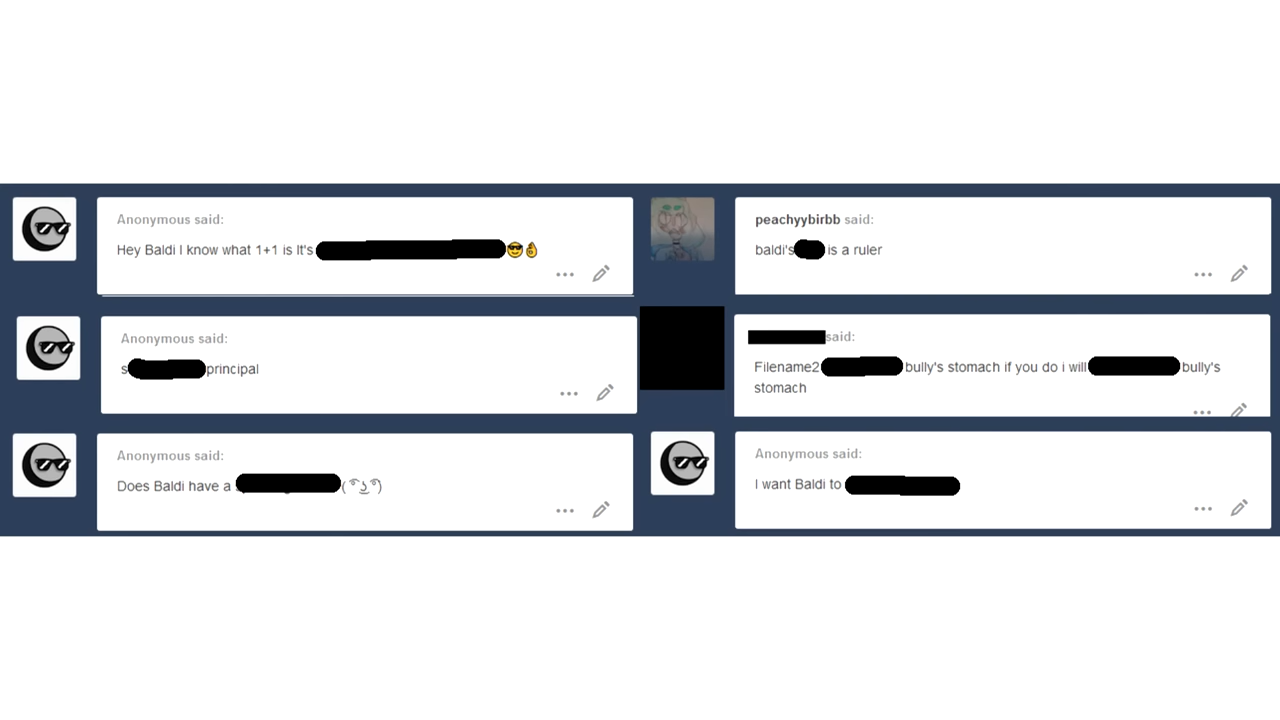 Anonymous said:
Hey Baldi I know what 1+1 is It's 😎👌
Anonymous said:
s principal
Anonymous said:
Does Baldi have a ( ͡° ͜ʖ ͡°)
peachyybirbb said:
baldi's is a ruler
said:
Filename2 bully's stomach if you do i will bully's
stomach
Anonymous said:
I want Baldi to